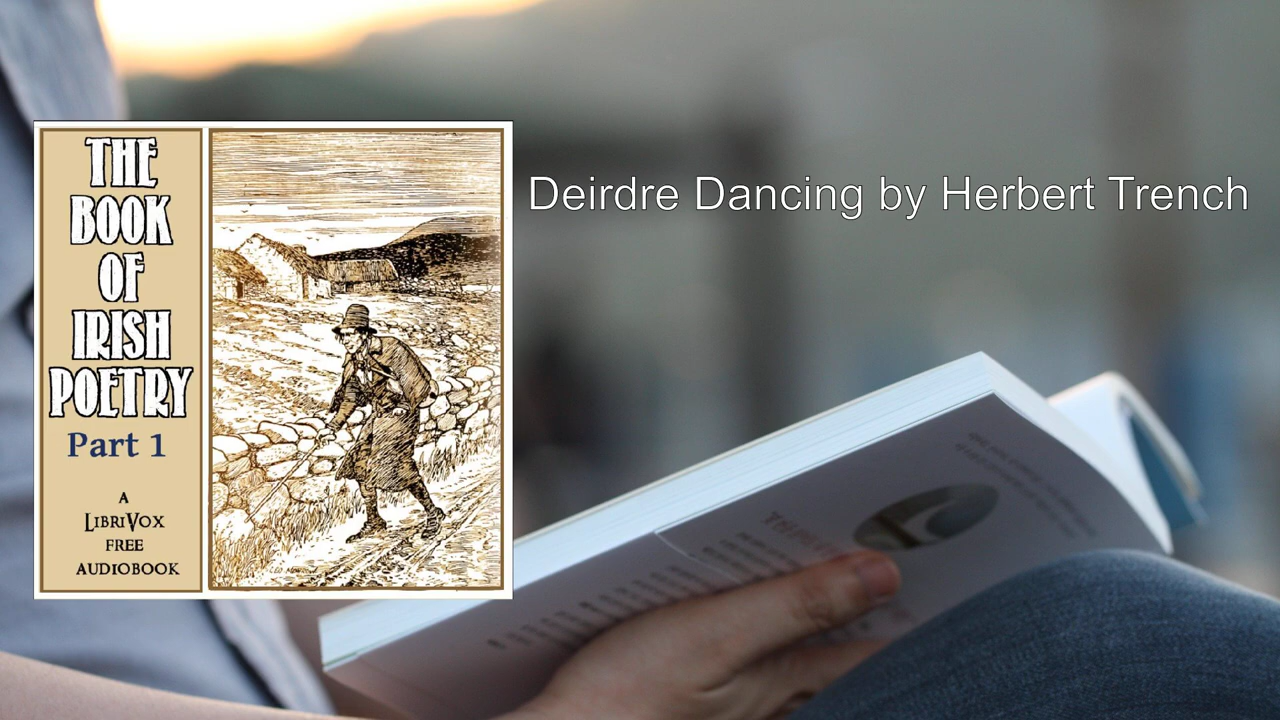 THE
BOOK
OF
IRISH
POETRY
Part 1
A
LIBRIVOX
FREE
AUDIOBOOK
Deirdre Dancing by Herbert Trench